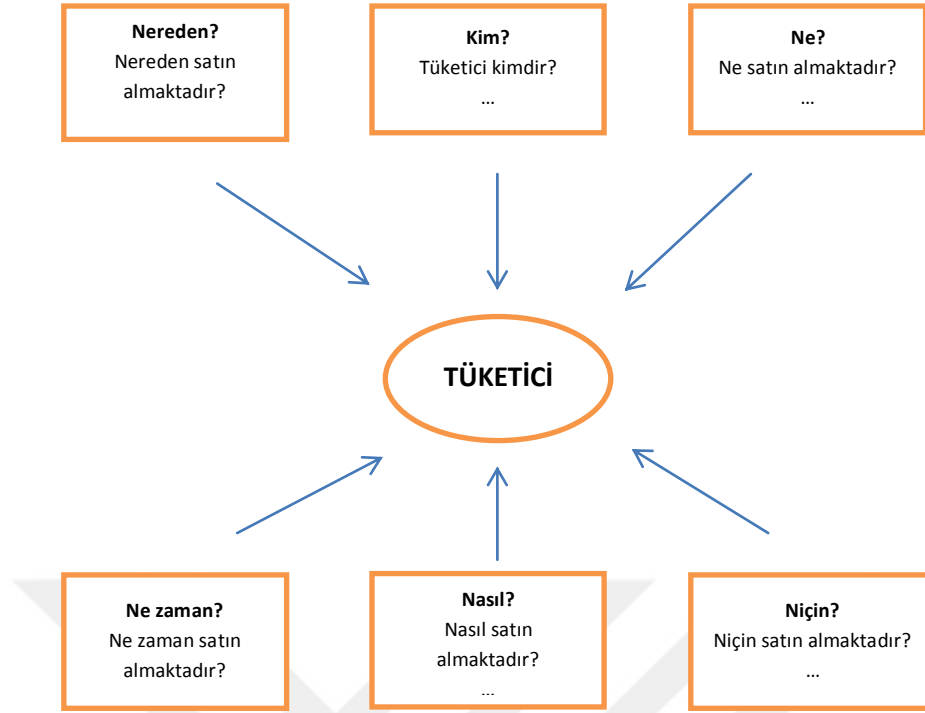 Nereden?
Nereden satın
almaktadır?
Kim?
Tüketici kimdir?
...
Ne?
Ne satın almaktadır?
...
TÜKETİCİ
Ne zaman?
Ne zaman satın
almaktadır?
Nasıl?
Nasıl satın
almaktadır?
...
Niçin?
Niçin satın almaktadır?
...